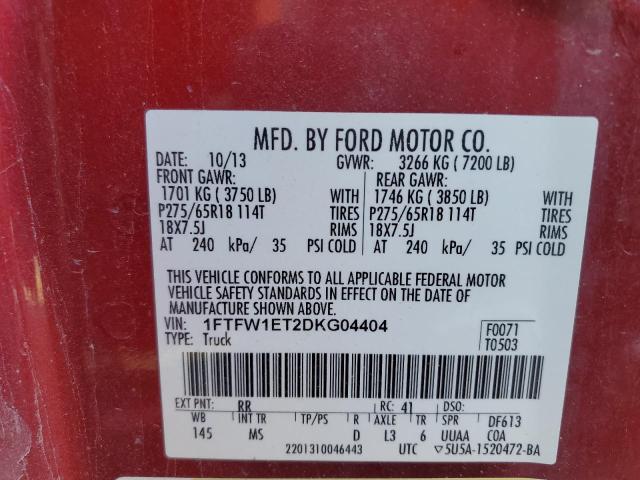 MFD. BY FORD MOTOR CO.
DATE: 10/13 GVWR: 3266 KG ( 7200 LB)
FRONT GAWR: REAR GAWR:
1701 KG ( 3750 LB) WITH 1746 KG ( 3850 LB) WITH
P275/65R18 114T TIRES P275/65R18 114T TIRES
18X7.5J RIMS 18X7.5J RIMS
AT 240 kPa/ 35 PSI COLD AT 240 kPa/ 35 PSI COLD
THIS VEHICLE CONFORMS TO ALL APPLICABLE FEDERAL MOTOR
VEHICLE SAFETY STANDARDS IN EFFECT ON THE DATE OF
MANUFACTURE SHOWN ABOVE.
VIN: 1FTFW1ET2DKG04404 F0071
TYPE: Truck T0503
EXT PNT: RR RC: 41 DSO:
WB INT TR TP/PS R AXLE TR SPR DF613
145 MS D L3 6 UUAA COA
2201310046443 UTC ▽5U5A-1520472-BA